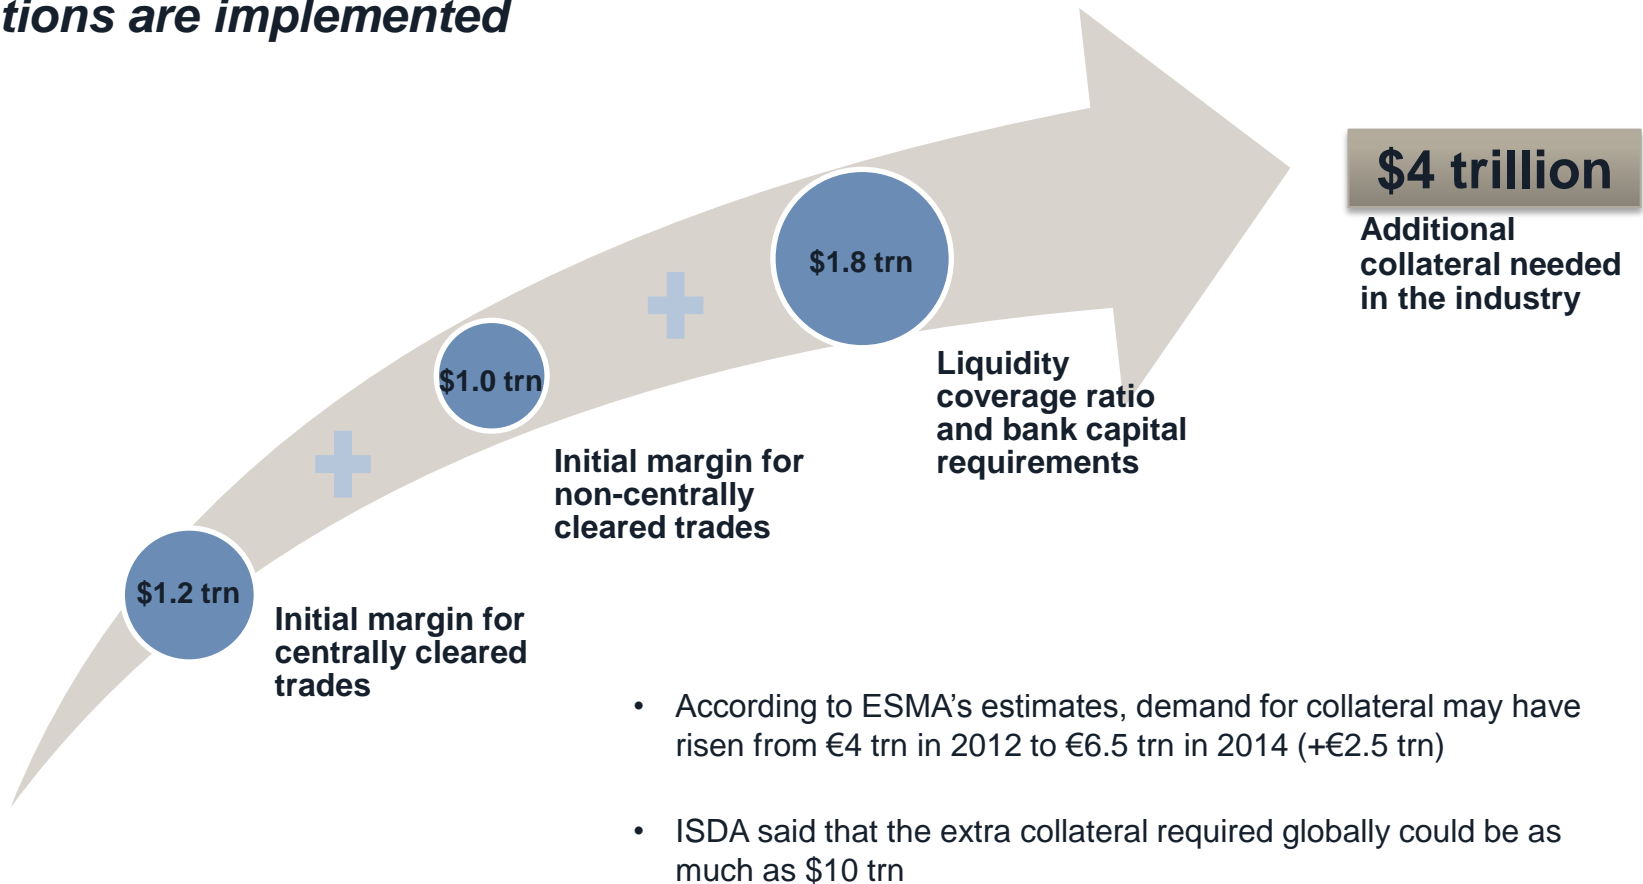 tions are implemented
$4 trillion
Additional
collateral needed
in the industry
$1.8 trn
Liquidity
coverage ratio
and bank capital
requirements
$1.0 trn
Initial margin for
non-centrally
cleared trades
$1.2 trn
Initial margin for
centrally cleared
trades
• According to ESMA’s estimates, demand for collateral may have
risen from €4 trn in 2012 to €6.5 trn in 2014 (+€2.5 trn)
• ISDA said that the extra collateral required globally could be as
much as $10 trn